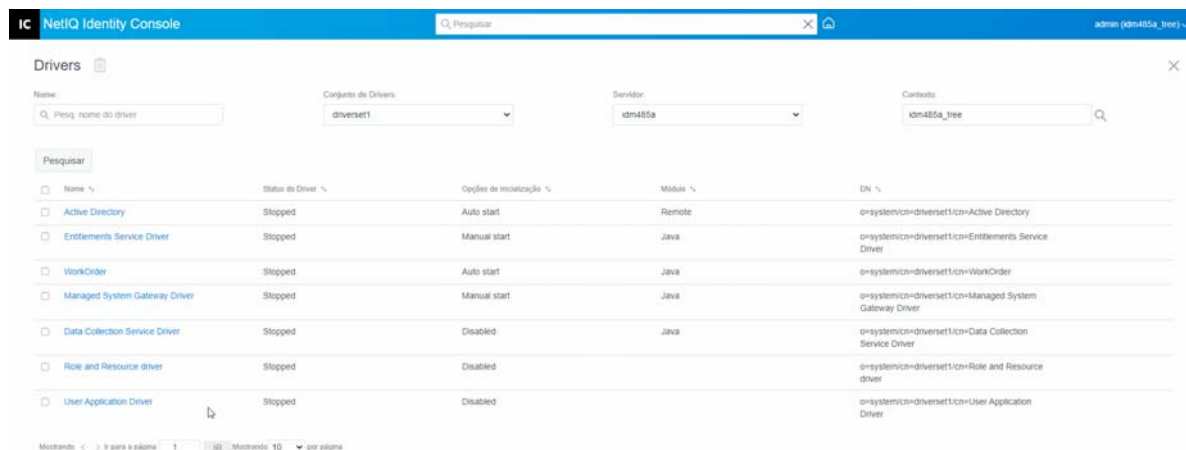 IC NetIQ Identity Console Pesquisar admin (idm485a_tree)
Drivers
Nome: Conjunto de Drivers: Servidor: Contexto:
Pesq. nome do driver driverset1 idm485a idm485a_tree
Pesquisar
Nome Status do Driver Opções de Inicialização Módulo DN
Active Directory Stopped Auto start Remote o=system/cn=driverset1/cn=Active Directory
Entitlements Service Driver Stopped Manual start Java o=system/cn=driverset1/cn=Entitlements Service
Driver
WorkOrder Stopped Auto start Java o=system/cn=driverset1/cn=WorkOrder
Managed System Gateway Driver Stopped Manual start Java o=system/cn=driverset1/cn=Managed System
Gateway Driver
Data Collection Service Driver Stopped Disabled Java o=system/cn=driverset1/cn=Data Collection
Service Driver
Role and Resource driver Stopped Disabled o=system/cn=driverset1/cn=Role and Resource
driver
User Application Driver Stopped Disabled o=system/cn=driverset1/cn=User Application
Driver
Mostrando < > Ir para a página 1 Mostrando 10 por página